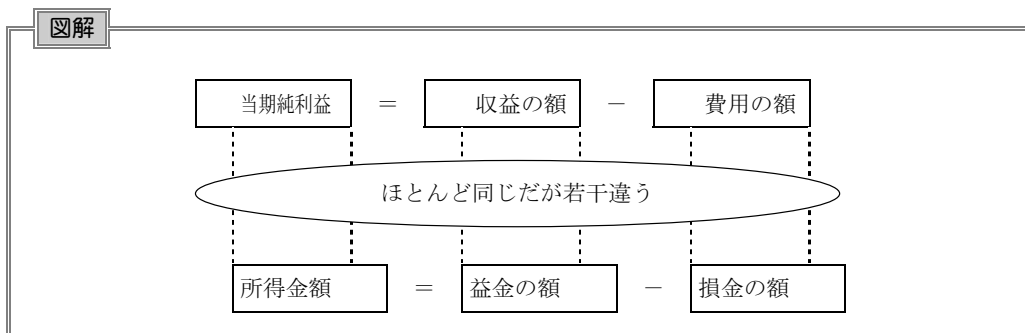 図解
当期純利益 = 収益の額 − 費用の額
ほとんど同じだが若干違う
所得金額 = 益金の額 − 損金の額